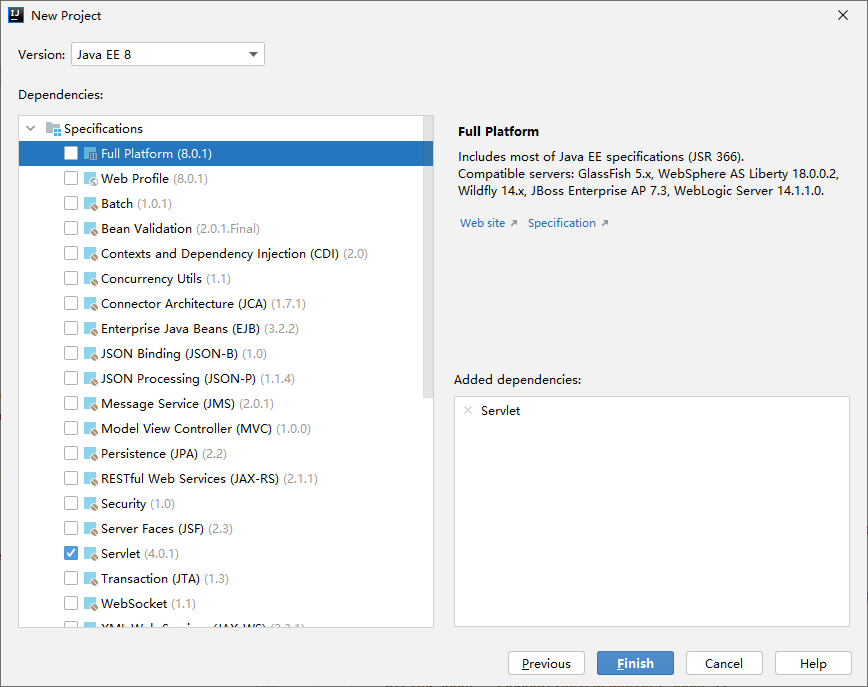 New Project
Version: Java EE 8
Dependencies:
Specifications
Full Platform (8.0.1)
Web Profile (8.0.1)
Batch (1.0.1)
Bean Validation (2.0.1.Final)
Contexts and Dependency Injection (CDI) (2.0)
Concurrency Utils (1.1)
Connector Architecture (JCA) (1.7.1)
Enterprise Java Beans (EJB) (3.2.2)
JSON Binding (JSON-B) (1.0)
JSON Processing (JSON-P) (1.1.4)
Message Service (JMS) (2.0.1)
Model View Controller (MVC) (1.0.0)
Persistence (JPA) (2.2)
RESTful Web Services (JAX-RS) (2.1.1)
Security (1.0)
Server Faces (JSF) (2.3)
Servlet (4.0.1)
Transaction (JTA) (1.3)
WebSocket (1.1)
Full Platform
Includes most of Java EE specifications (JSR 366).
Compatible servers: GlassFish 5.x, WebSphere AS Liberty 18.0.0.2,
Wildfly 14.x, JBoss Enterprise AP 7.3, WebLogic Server 14.1.1.0.
Web site ↗ Specification ↗
Added dependencies:
× Servlet
Previous Finish Cancel Help